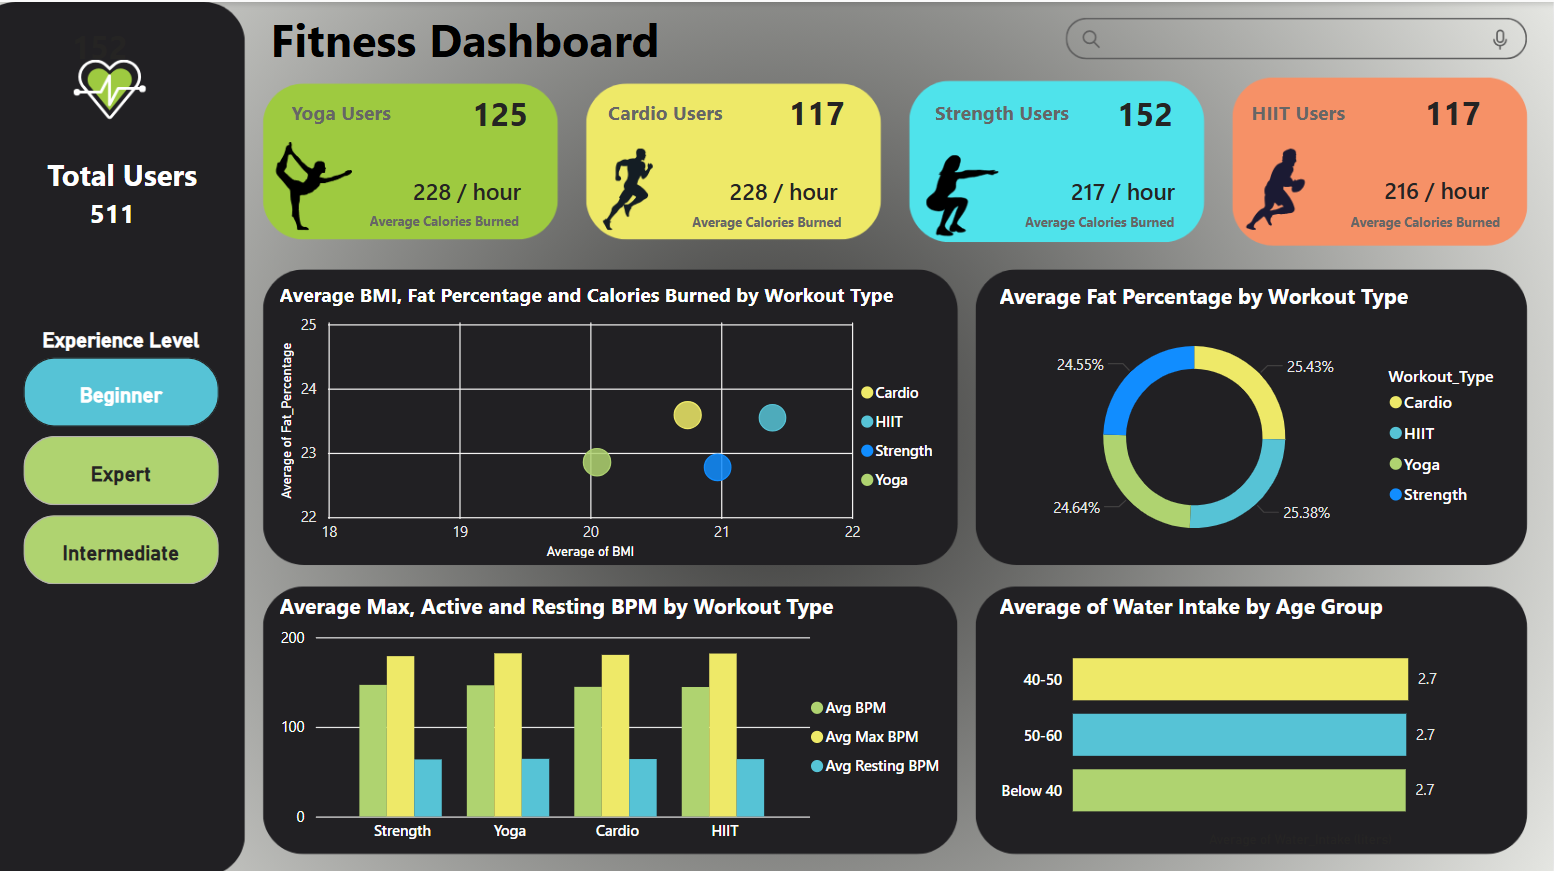 152
Total Users
511
Experience Level
Beginner
Expert
Intermediate
Fitness Dashboard
Yoga Users 125
228 / hour
Average Calories Burned
Cardio Users 117
228 / hour
Average Calories Burned
Strength Users 152
217 / hour
Average Calories Burned
HIIT Users 117
216 / hour
Average Calories Burned
Average BMI, Fat Percentage and Calories Burned by Workout Type
Average of Fat_Percentage
25
24
23
22
18 19 20 21 22
Average of BMI
Cardio
HIIT
Strength
Yoga
Average Fat Percentage by Workout Type
24.55%
25.43%
24.64%
25.38%
Workout_Type
Cardio
HIIT
Yoga
Strength
Average Max, Active and Resting BPM by Workout Type
200
100
0
Strength Yoga Cardio HIIT
Avg BPM
Avg Max BPM
Avg Resting BPM
Average of Water Intake by Age Group
40-50 2.7
50-60 2.7
Below 40 2.7